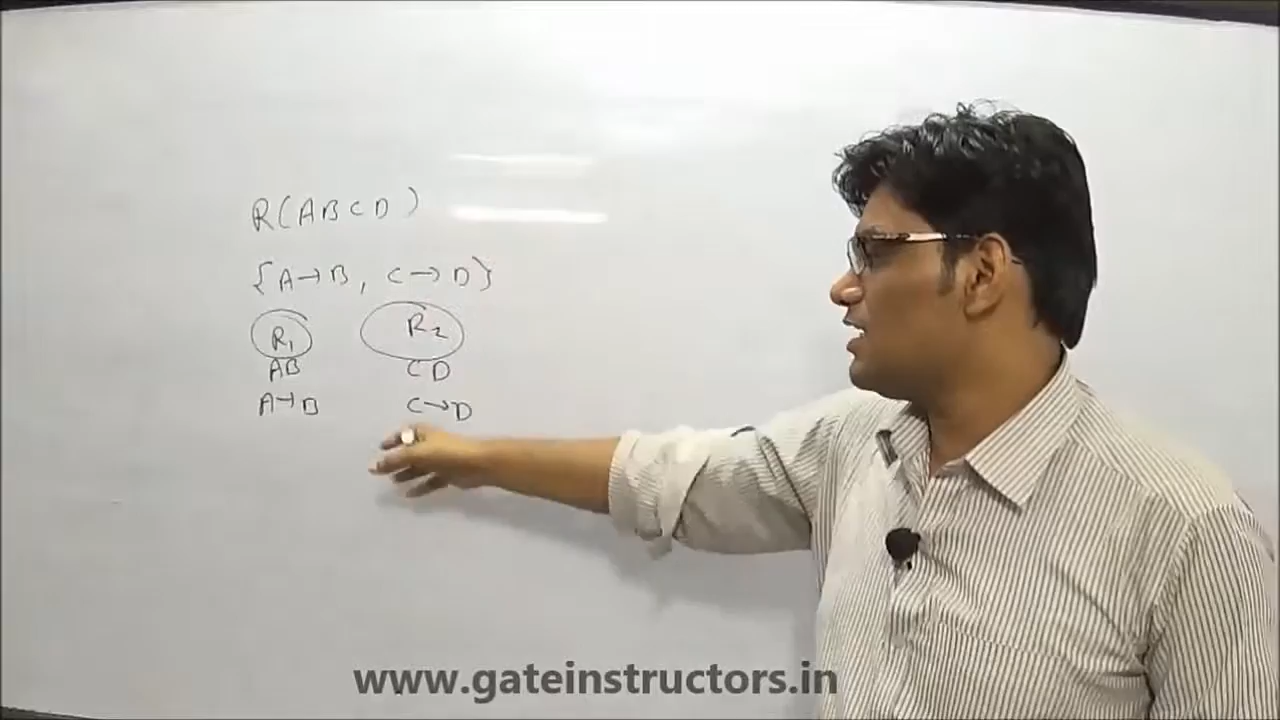 R(ABCD)
{A→B, C→D}
R₁ R₂
AB CD
A→B C→D
www.gateinstructors.in